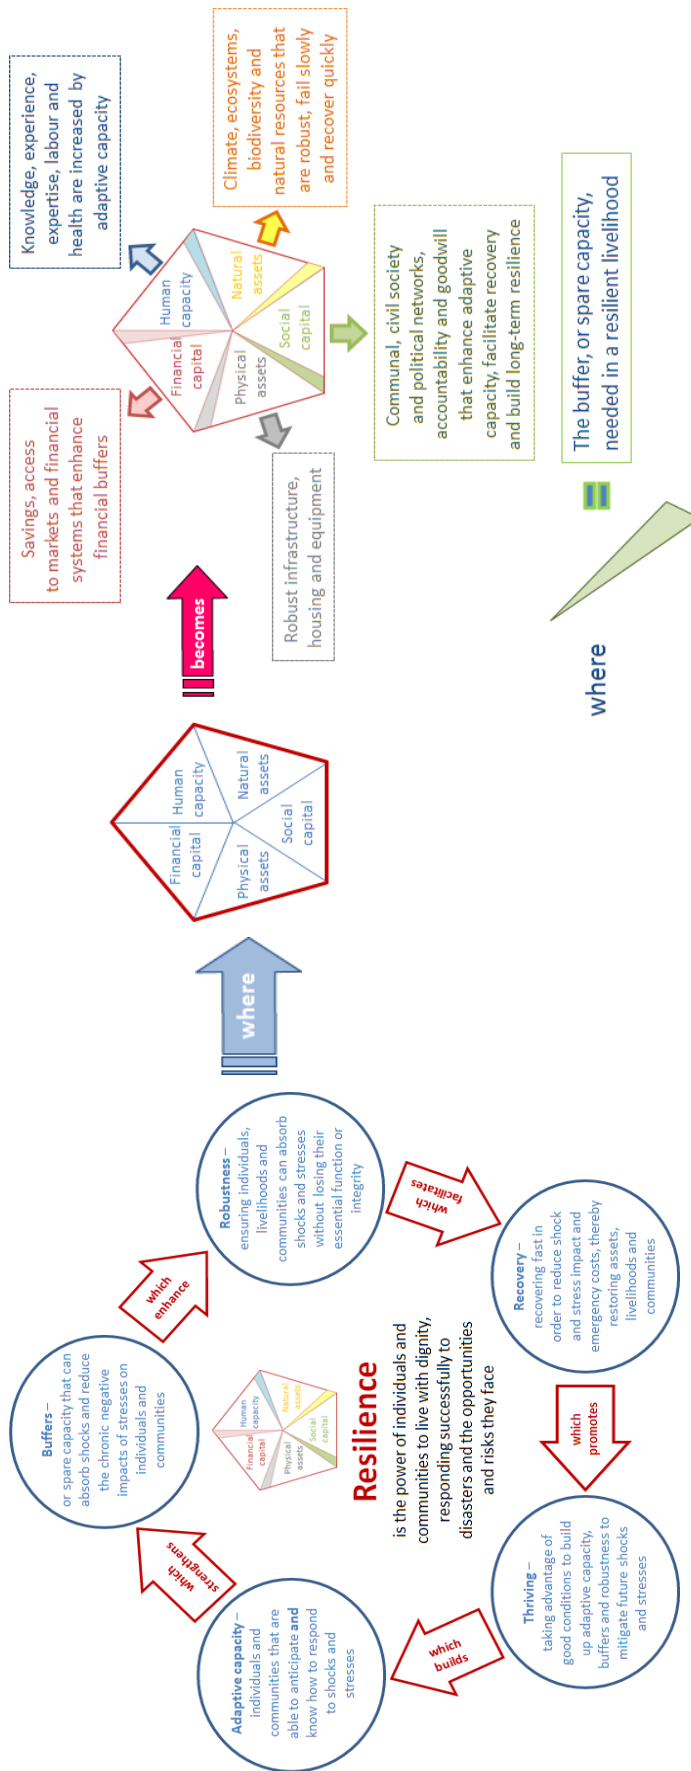 Buffers –
or spare capacity that can
absorb shocks and reduce
the chronic negative
impacts of stresses on
individuals and
communities
which
enhance
Robustness –
ensuring individuals,
livelihoods and
communities can absorb
shocks and stresses
without losing their
essential function or
integrity
which
facilitates
Recovery –
recovering fast in
order to reduce shock
and stress impact and
emergency costs, thereby
restoring assets,
livelihoods and
communities
which
promotes
Thriving –
taking advantage of
good conditions to build
up adaptive capacity,
buffers and robustness to
mitigate future shocks
and stresses
which
builds
Adaptive capacity –
individuals and
communities that are
able to anticipate and
know how to respond
to shocks and
stresses
which
strengthens
Financial
capital
Human
capacity
Physical
assets
Natural
assets
Social
capital
Resilience
is the power of individuals and
communities to live with dignity,
responding successfully to
disasters and the opportunities
and risks they face
where
Financial
capital
Human
capacity
Physical
assets
Natural
assets
Social
capital
becomes
Savings, access
to markets and financial
systems that enhance
financial buffers
Knowledge, experience,
expertise, labour and
health are increased by
adaptive capacity
Financial
capital
Human
capacity
Physical
assets
Natural
assets
Social
capital
Robust infrastructure,
housing and equipment
Climate, ecosystems,
biodiversity and
natural resources that
are robust, fail slowly
and recover quickly
Communal, civil society
and political networks,
accountability and goodwill
that enhance adaptive
capacity, facilitate recovery
and build long-term resilience
where
=
The buffer, or spare capacity,
needed in a resilient livelihood